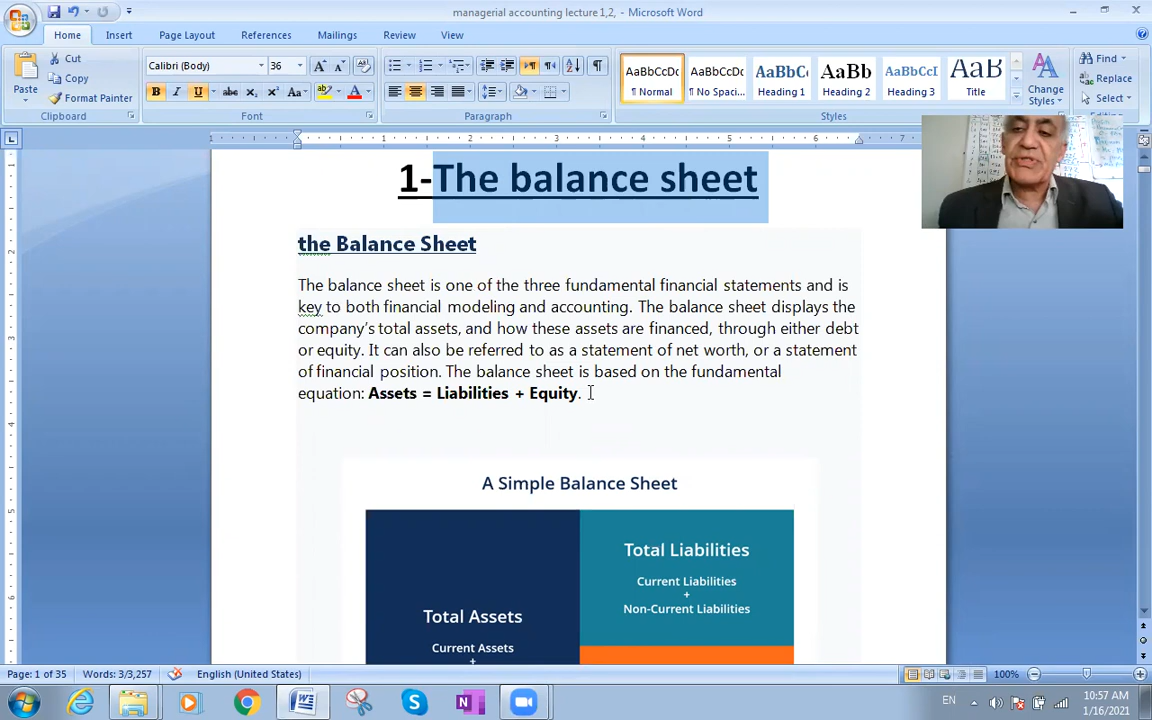 managerial accounting lecture 1,2, - Microsoft Word
Home Insert Page Layout References Mailings Review View
Paste
Cut
Copy
Format Painter
Clipboard
Calibri (Body) 36
Font
Paragraph
AaBbCcDc AaBbCcDc AaBbC AaBb AaBbCcI AaB
¶ Normal ¶ No Spaci... Heading 1 Heading 2 Heading 3 Title
Change
Styles
Styles
Find
Replace
Select
Editing
1-The balance sheet
the Balance Sheet
The balance sheet is one of the three fundamental financial statements and is
key to both financial modeling and accounting. The balance sheet displays the
company's total assets, and how these assets are financed, through either debt
or equity. It can also be referred to as a statement of net worth, or a statement
of financial position. The balance sheet is based on the fundamental
equation: Assets = Liabilities + Equity.
A Simple Balance Sheet
Total Assets
Current Assets
+
Total Liabilities
Current Liabilities
+
Non-Current Liabilities
Page: 1 of 35 Words: 3/3,257 English (United States) 100%
EN 10:57 AM
1/16/2021